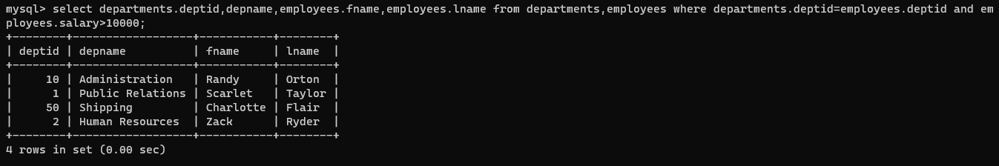 mysql> select departments.deptid,depname,employees.fname,employees.lname from departments,employees where departments.deptid=employees.deptid and em
ployees.salary>10000;
+--------+------------------+-----------+--------+
| deptid | depname          | fname     | lname  |
+--------+------------------+-----------+--------+
|     10 | Administration   | Randy     | Orton  |
|      1 | Public Relations | Scarlet   | Taylor |
|     50 | Shipping         | Charlotte | Flair  |
|      2 | Human Resources  | Zack      | Ryder  |
+--------+------------------+-----------+--------+
4 rows in set (0.00 sec)